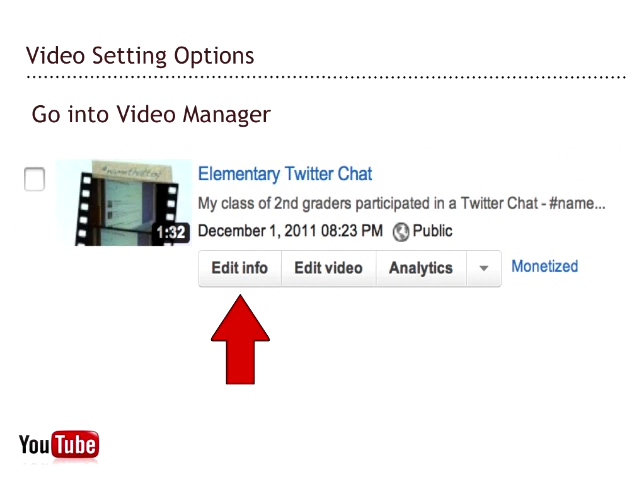 Video Setting Options
Go into Video Manager
Elementary Twitter Chat
My class of 2nd graders participated in a Twitter Chat - #name...
1:32
December 1, 2011 08:23 PM Public
Edit info Edit video Analytics Monetized
YouTube